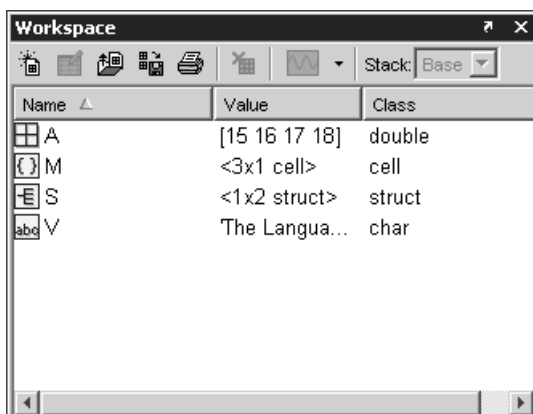 Workspace
Stack: Base
Name Value Class
A [15 16 17 18] double
{ } M <3x1 cell> cell
S <1x2 struct> struct
abc V 'The Langua... char